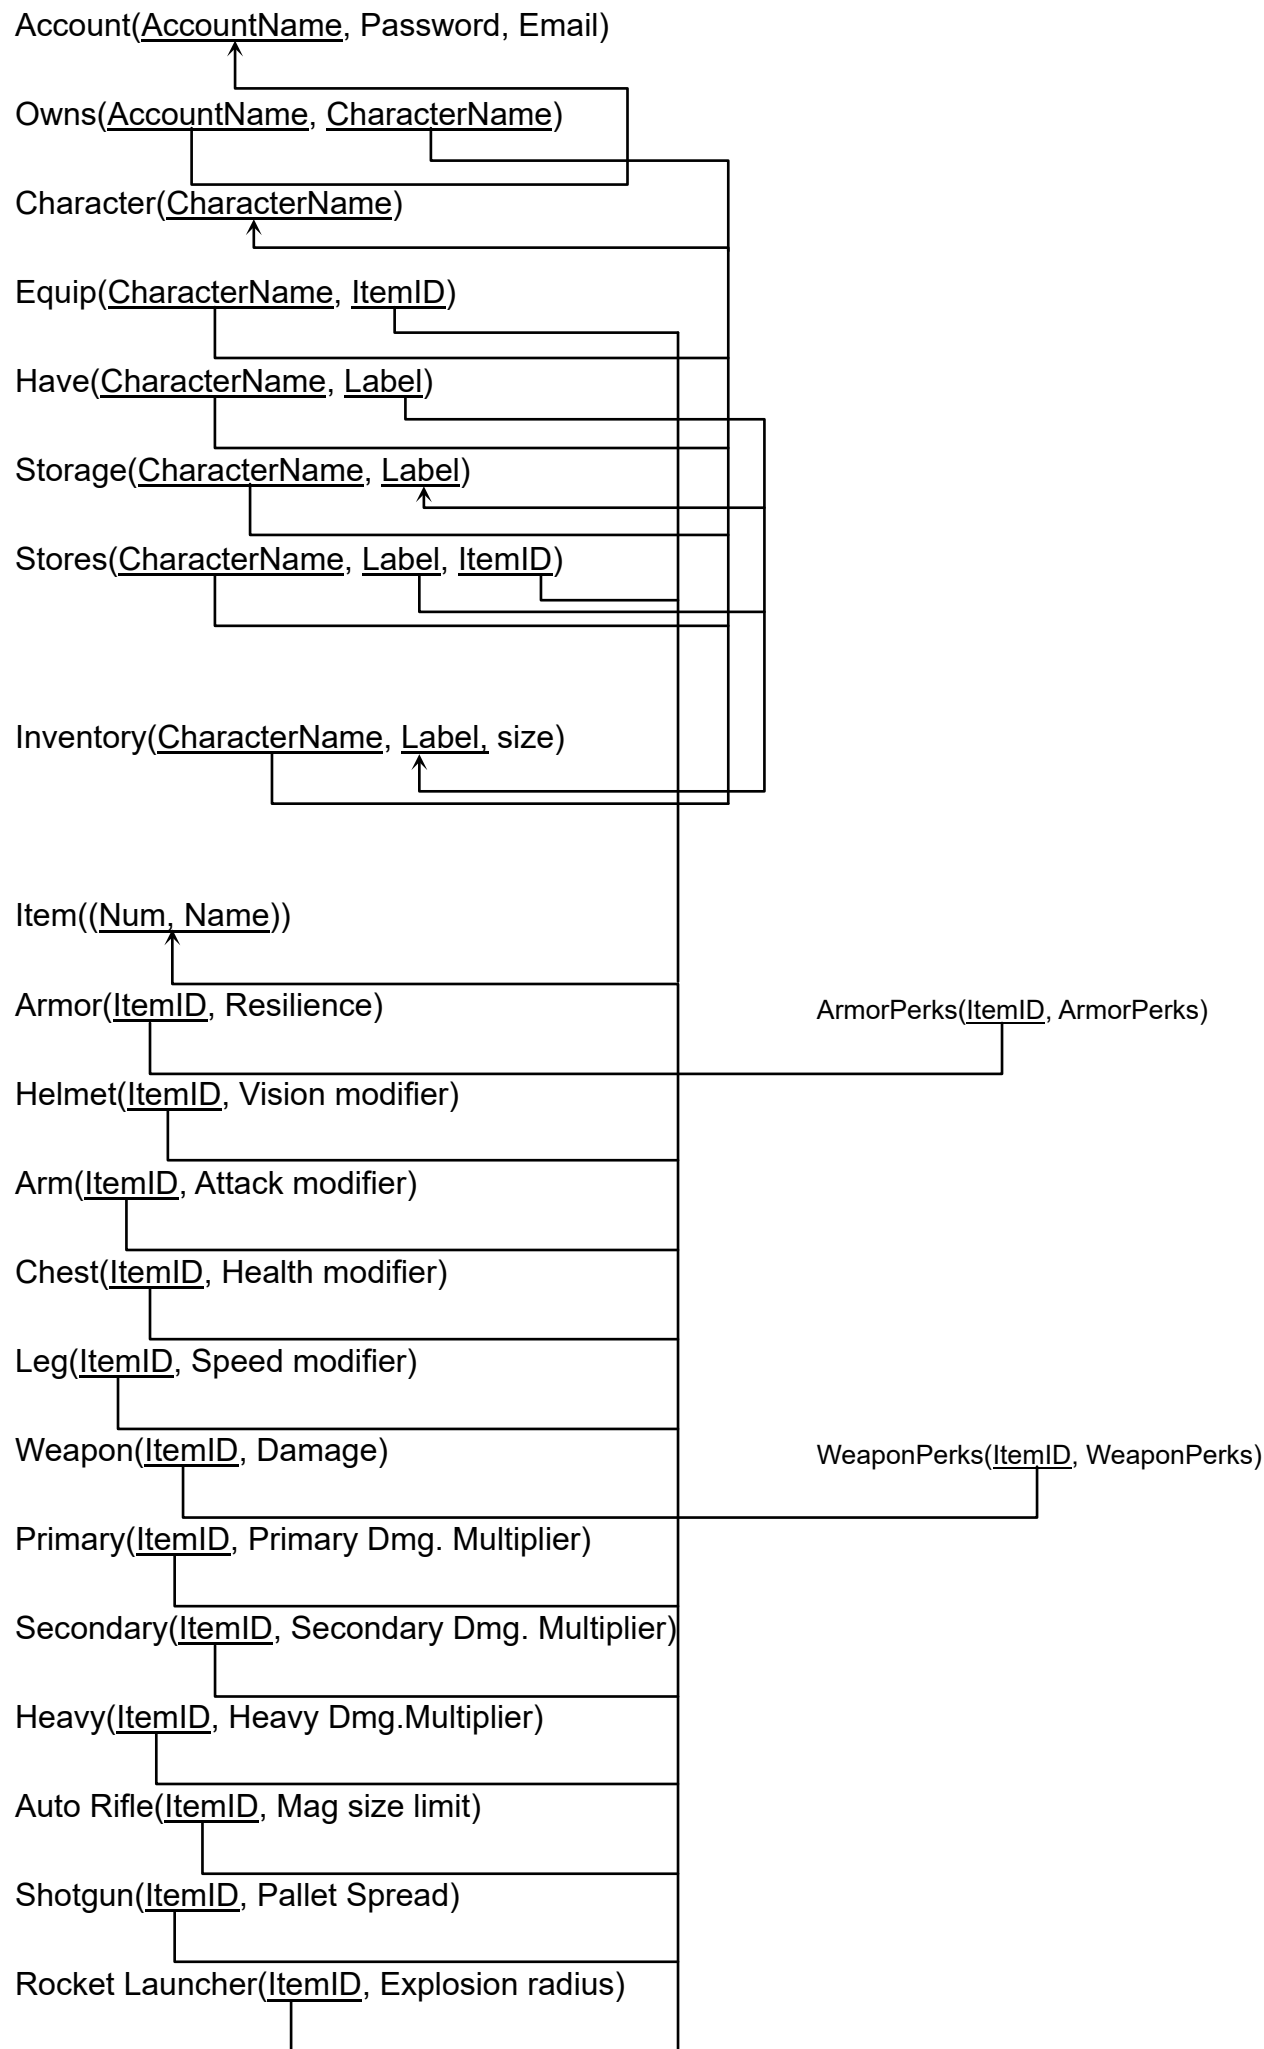 Account(AccountName, Password, Email)
Owns(AccountName, CharacterName)
Character(CharacterName)
Equip(CharacterName, ItemID)
Have(CharacterName, Label)
Storage(CharacterName, Label)
Stores(CharacterName, Label, ItemID)
Inventory(CharacterName, Label, size)
Item((Num, Name))
Armor(ItemID, Resilience)
ArmorPerks(ItemID, ArmorPerks)
Helmet(ItemID, Vision modifier)
Arm(ItemID, Attack modifier)
Chest(ItemID, Health modifier)
Leg(ItemID, Speed modifier)
Weapon(ItemID, Damage)
WeaponPerks(ItemID, WeaponPerks)
Primary(ItemID, Primary Dmg. Multiplier)
Secondary(ItemID, Secondary Dmg. Multiplier)
Heavy(ItemID, Heavy Dmg.Multiplier)
Auto Rifle(ItemID, Mag size limit)
Shotgun(ItemID, Pallet Spread)
Rocket Launcher(ItemID, Explosion radius)